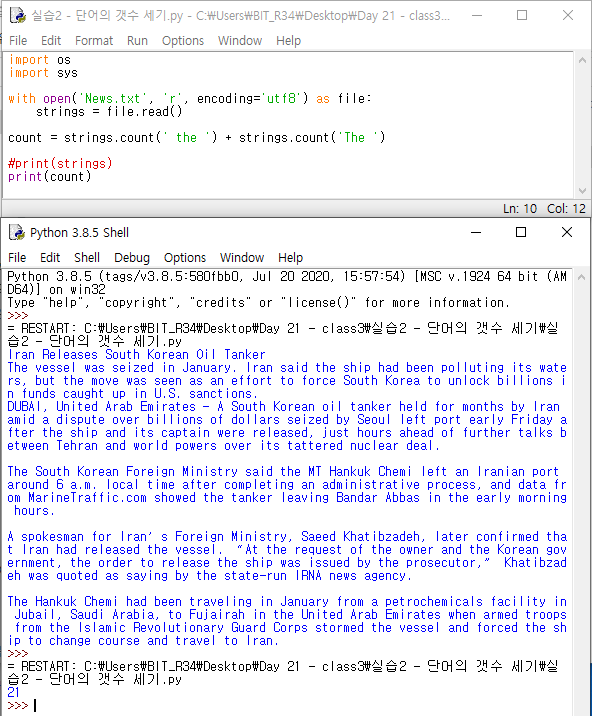 실습2 - 단어의 갯수 세기.py - C:₩Users₩BIT_R34₩Desktop₩Day 21 - class3...
File Edit Format Run Options Window Help
import os
import sys
with open('News.txt', 'r', encoding='utf8') as file:
strings = file.read()
count = strings.count(' the ') + strings.count('The ')
#print(strings)
print(count)
Ln: 10 Col: 12
Python 3.8.5 Shell
File Edit Shell Debug Options Window Help
Python 3.8.5 (tags/v3.8.5:580fbb0, Jul 20 2020, 15:57:54) [MSC v.1924 64 bit (AM
D64)] on win32
Type "help", "copyright", "credits" or "license()" for more information.
>>>
= RESTART: C:₩Users₩BIT_R34₩Desktop₩Day 21 - class3₩실습2 - 단어의 갯수 세기₩실
습2 - 단어의 갯수 세기.py
Iran Releases South Korean Oil Tanker
The vessel was seized in January. Iran said the ship had been polluting its wate
rs, but the move was seen as an effort to force South Korea to unlock billions i
n funds caught up in U.S. sanctions.
DUBAI, United Arab Emirates — A South Korean oil tanker held for months by Iran
amid a dispute over billions of dollars seized by Seoul left port early Friday a
fter the ship and its captain were released, just hours ahead of further talks b
etween Tehran and world powers over its tattered nuclear deal.
The South Korean Foreign Ministry said the MT Hankuk Chemi left an Iranian port
around 6 a.m. local time after completing an administrative process, and data fr
om MarineTraffic.com showed the tanker leaving Bandar Abbas in the early morning
hours.
A spokesman for Iran’s Foreign Ministry, Saeed Khatibzadeh, later confirmed tha
t Iran had released the vessel. “At the request of the owner and the Korean gov
ernment, the order to release the ship was issued by the prosecutor,” Khatibzad
eh was quoted as saying by the state-run IRNA news agency.
The Hankuk Chemi had been traveling in January from a petrochemicals facility in
Jubail, Saudi Arabia, to Fujairah in the United Arab Emirates when armed troops
from the Islamic Revolutionary Guard Corps stormed the vessel and forced the sh
ip to change course and travel to Iran.
>>>
= RESTART: C:₩Users₩BIT_R34₩Desktop₩Day 21 - class3₩실습2 - 단어의 갯수 세기₩실
습2 - 단어의 갯수 세기.py
21
>>>